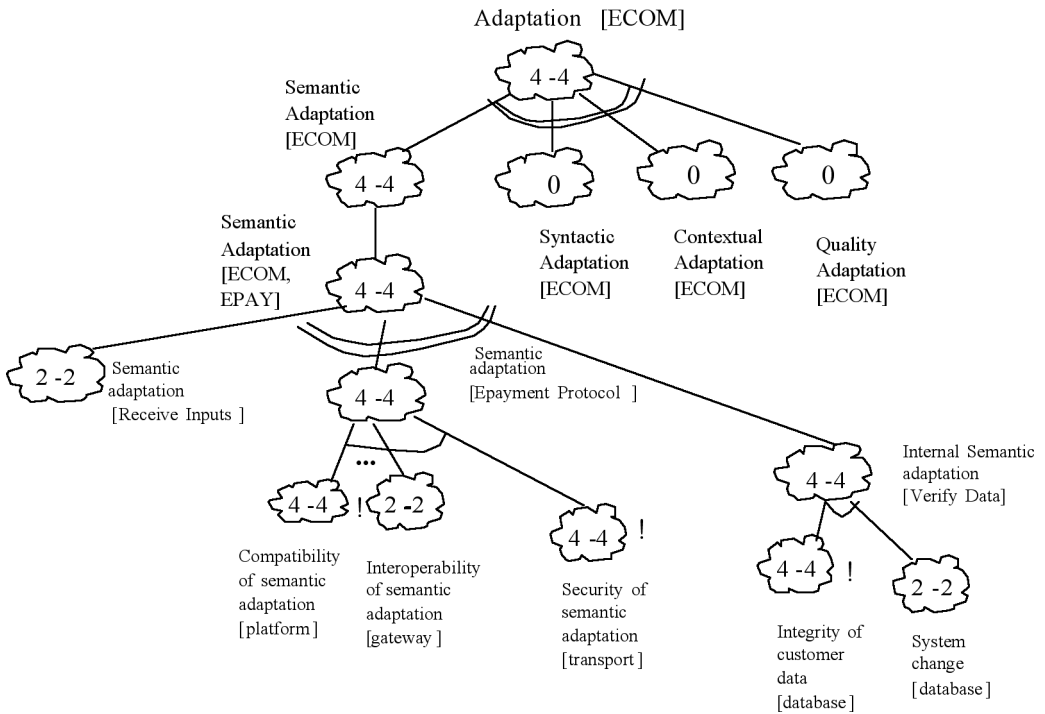 Adaptation [ECOM]
4 -4
Semantic
Adaptation
[ECOM]
4 -4
0
0
0
Semantic
Adaptation
[ECOM,
EPAY]
4 -4
Syntactic
Adaptation
[ECOM]
Contextual
Adaptation
[ECOM]
Quality
Adaptation
[ECOM]
2 -2
Semantic
adaptation
[Receive Inputs ]
4 -4
Semantic
adaptation
[Epayment Protocol ]
...
4 -4 !
2 -2
4 -4 !
4 -4
Internal Semantic
adaptation
[Verify Data]
4 -4 !
2 -2
Compatibility
of semantic
adaptation
[platform]
Interoperability
of semantic
adaptation
[gateway]
Security of
semantic
adaptation
[transport]
Integrity of
customer
data
[database]
System
change
[database]